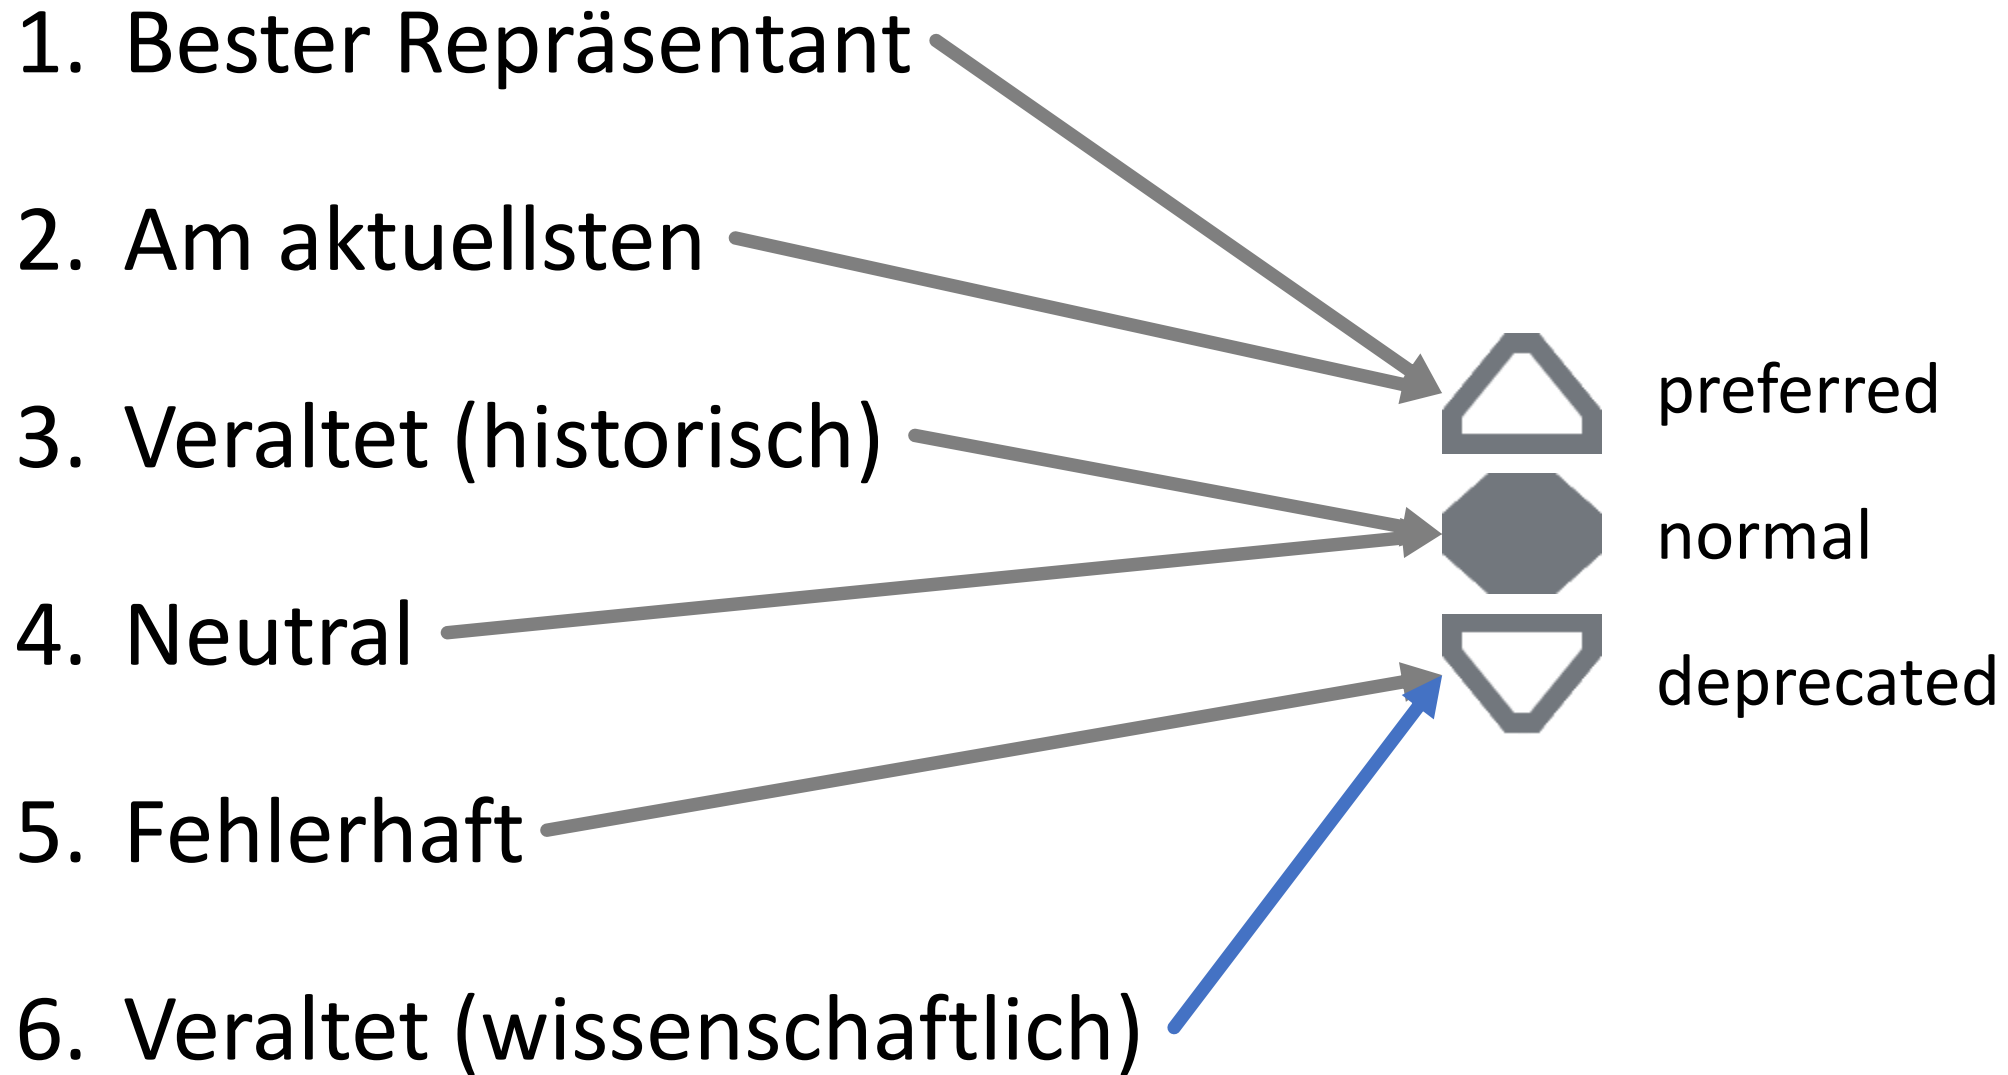 1. Bester Repräsentant
2. Am aktuellsten
3. Veraltet (historisch)
4. Neutral
5. Fehlerhaft
6. Veraltet (wissenschaftlich)
preferred
normal
deprecated